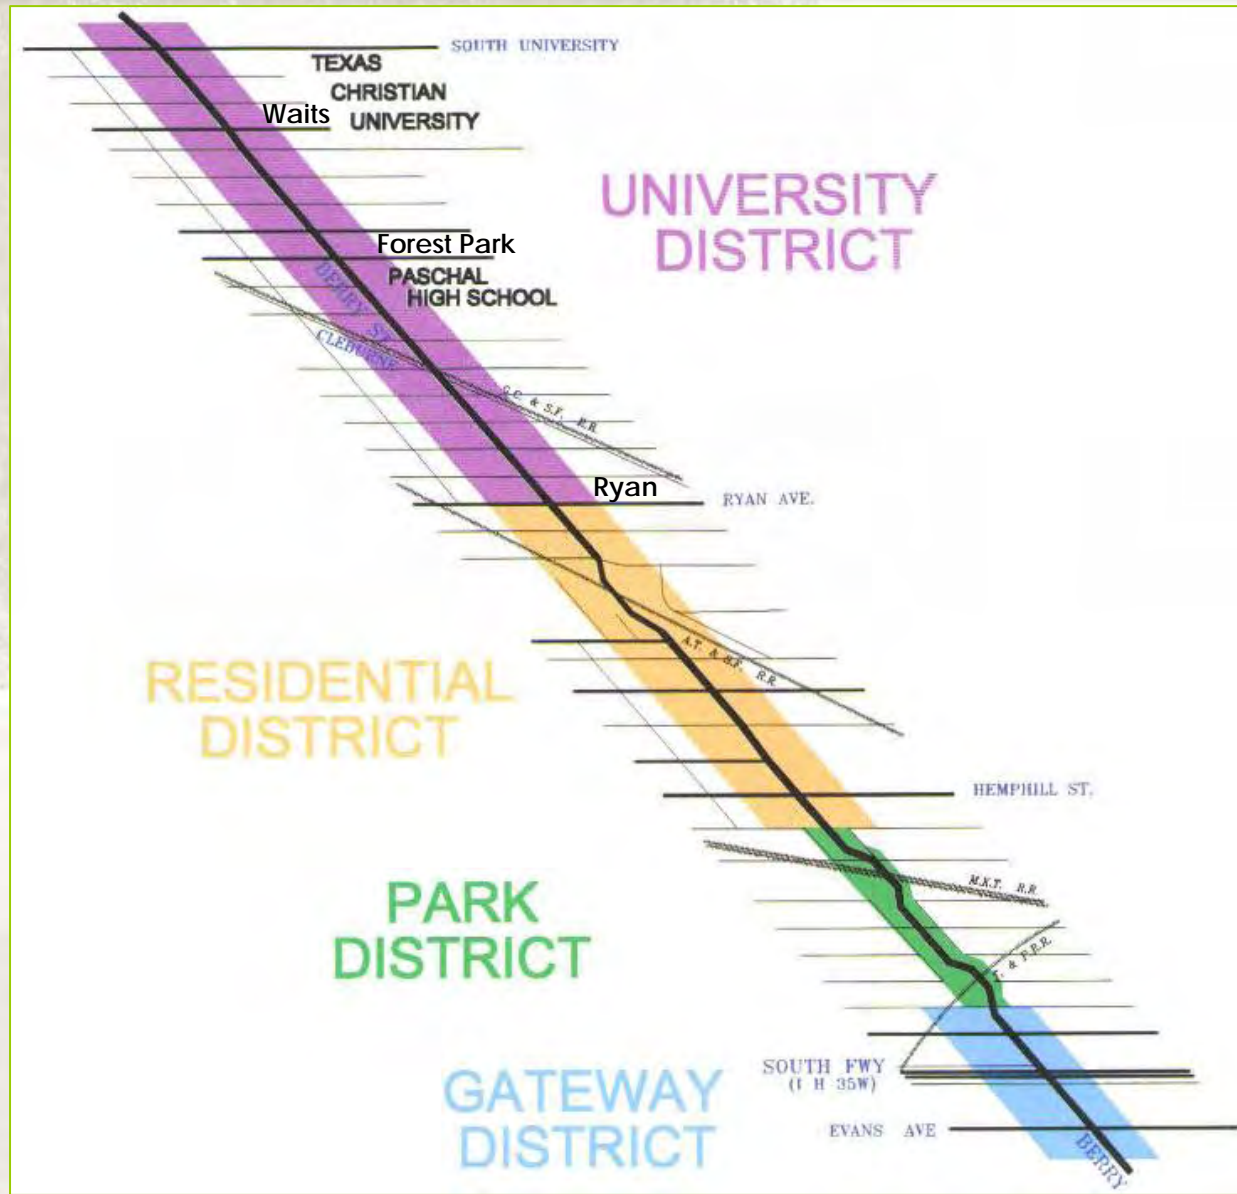 SOUTH UNIVERSITY
TEXAS
CHRISTIAN
Waits UNIVERSITY
UNIVERSITY
DISTRICT
Forest Park
PASCHAL
HIGH SCHOOL
BERRY ST.
CLEBURNE
G.C. & S.F. R.R.
Ryan
RYAN AVE.
A.T. & S.F. R.R.
RESIDENTIAL
DISTRICT
HEMPHILL ST.
M.K.T. R.R.
PARK
DISTRICT
T. & P.R.R.
SOUTH FWY
(I H 35W)
GATEWAY
DISTRICT
EVANS AVE
BERRY